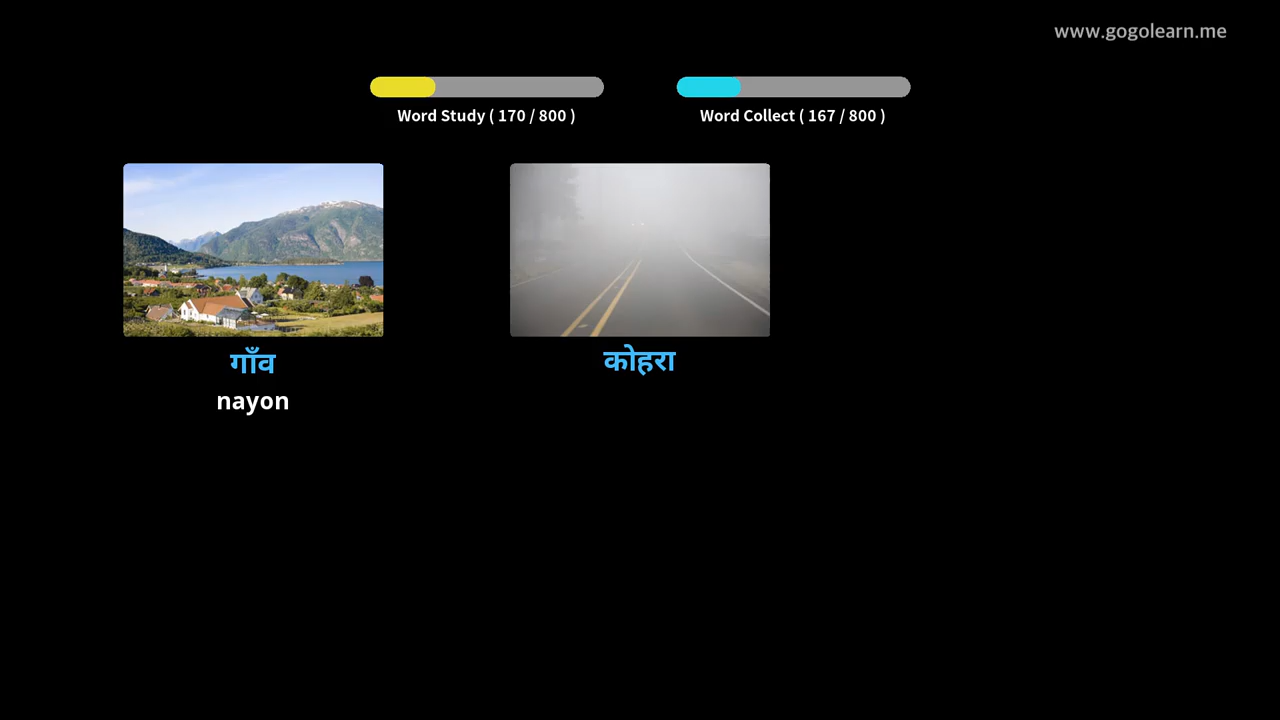 www.gogolearn.me
Word Study ( 170 / 800 )
Word Collect ( 167 / 800 )
गाँव
nayon
कोहरा